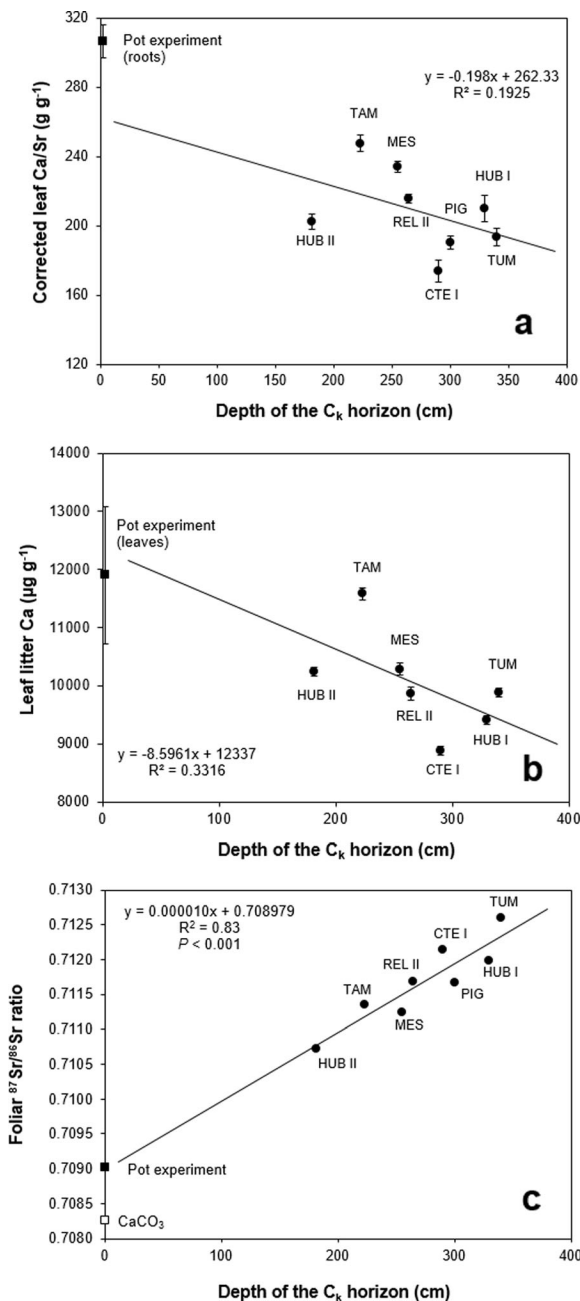 320
280
240
200
160
120
Corrected leaf Ca/Sr (g g⁻¹)
Pot experiment
(roots)
y = -0.198x + 262.33
R² = 0.1925
TAM
MES
HUB I
HUB II
REL II
PIG
CTE I
TUM
a
0 50 100 150 200 250 300 350 400
Depth of the Cₖ horizon (cm)
14000
13000
12000
11000
10000
9000
8000
Leaf litter Ca (µg g⁻¹)
Pot experiment
(leaves)
TAM
MES
TUM
HUB II
REL II
HUB I
CTE I
y = -8.5961x + 12337
R² = 0.3316
b
0 100 200 300 400
Depth of the Cₖ horizon (cm)
0.7130
0.7125
0.7120
0.7115
0.7110
0.7105
0.7100
0.7095
0.7090
0.7085
0.7080
Foliar ⁸⁷Sr/⁸⁶Sr ratio
y = 0.000010x + 0.708979
R² = 0.83
P < 0.001
TUM
CTE I
REL II
HUB I
TAM
PIG
MES
HUB II
Pot experiment
CaCO₃
c
0 100 200 300 400
Depth of the Cₖ horizon (cm)